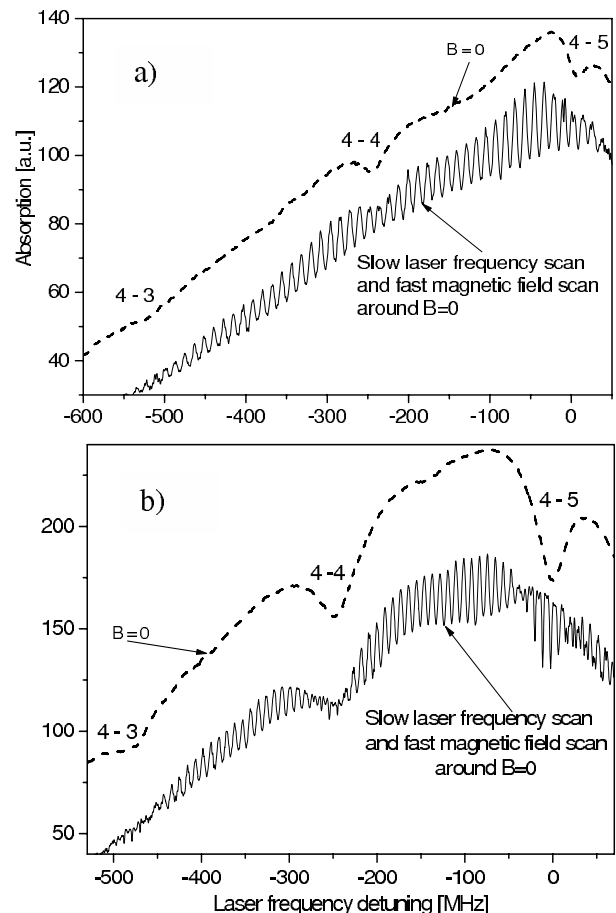 140
120
100
80
60
40
Absorption [a.u.]
a)
4 - 3
4 - 4
B=0
4 - 5
Slow laser frequency scan
and fast magnetic field scan
around B=0
-600
-500
-400
-300
-200
-100
0
200
150
100
50
b)
4 - 3
B=0
4 -4
4 - 5
Slow laser frequency scan
and fast magnetic field scan
around B=0
-500
-400
-300
-200
-100
0
Laser frequency detuning [MHz]